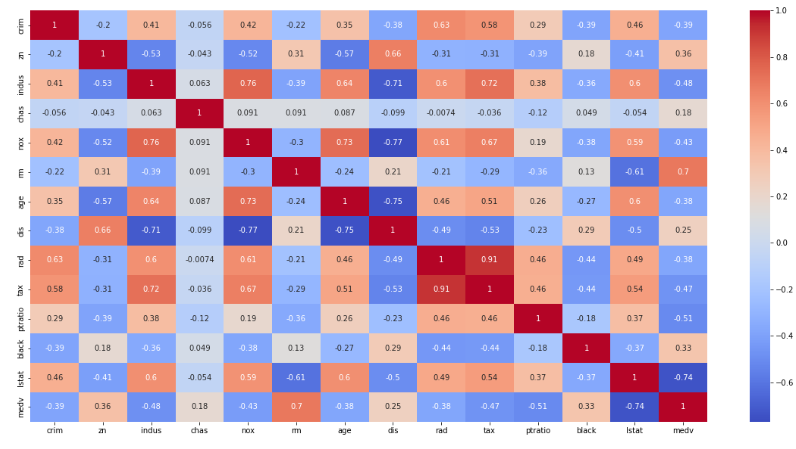 crim 1 -0.2 0.41 -0.056 0.42 -0.22 0.35 -0.38 0.63 0.58 0.29 -0.39 0.46 -0.39
zn -0.2 1 -0.53 -0.043 -0.52 0.31 -0.57 0.66 -0.31 -0.31 -0.39 0.18 -0.41 0.36
indus 0.41 -0.53 1 0.063 0.76 -0.39 0.64 -0.71 0.6 0.72 0.38 -0.36 0.6 -0.48
chas -0.056 -0.043 0.063 1 0.091 0.091 0.087 -0.099 -0.0074 -0.036 -0.12 0.049 -0.054 0.18
nox 0.42 -0.52 0.76 0.091 1 -0.3 0.73 -0.77 0.61 0.67 0.19 -0.38 0.59 -0.43
rm -0.22 0.31 -0.39 0.091 -0.3 1 -0.24 0.21 -0.21 -0.29 -0.36 0.13 -0.61 0.7
age 0.35 -0.57 0.64 0.087 0.73 -0.24 1 -0.75 0.46 0.51 0.26 -0.27 0.6 -0.38
dis -0.38 0.66 -0.71 -0.099 -0.77 0.21 -0.75 1 -0.49 -0.53 -0.23 0.29 -0.5 0.25
rad 0.63 -0.31 0.6 -0.0074 0.61 -0.21 0.46 -0.49 1 0.91 0.46 -0.44 0.49 -0.38
tax 0.58 -0.31 0.72 -0.036 0.67 -0.29 0.51 -0.53 0.91 1 0.46 -0.44 0.54 -0.47
ptratio 0.29 -0.39 0.38 -0.12 0.19 -0.36 0.26 -0.23 0.46 0.46 1 -0.18 0.37 -0.51
black -0.39 0.18 -0.36 0.049 -0.38 0.13 -0.27 0.29 -0.44 -0.44 -0.18 1 -0.37 0.33
lstat 0.46 -0.41 0.6 -0.054 0.59 -0.61 0.6 -0.5 0.49 0.54 0.37 -0.37 1 -0.74
medv -0.39 0.36 -0.48 0.18 -0.43 0.7 -0.38 0.25 -0.38 -0.47 -0.51 0.33 -0.74 1
crim zn indus chas nox rm age dis rad tax ptratio black lstat medv
1.0
0.8
0.6
0.4
0.2
0.0
−0.2
−0.4
−0.6